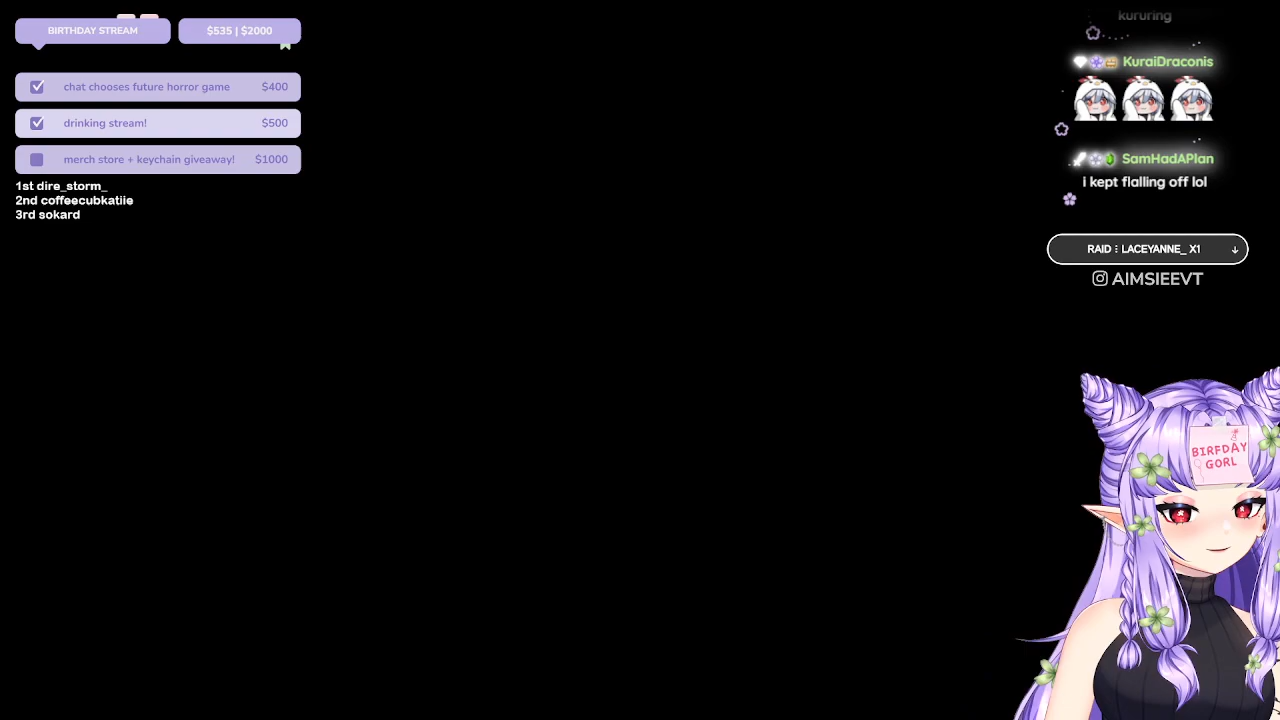 BIRTHDAY STREAM
$535 | $2000
chat chooses future horror game $400
drinking stream! $500
merch store + keychain giveaway! $1000
1st dire_storm_
2nd coffeecubkatiie
3rd sokard
kururing
KuraiDraconis
SamHadAPlan
i kept flalling off lol
RAID : LACEYANNE_ X1 ↓
AIMSIEEVT
BIRFDAY
GORL